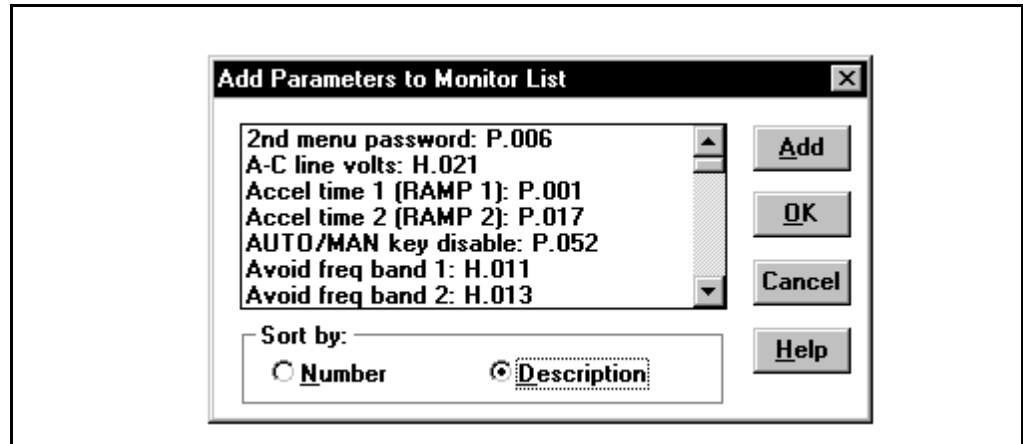 Add Parameters to Monitor List
2nd menu password: P.006
A-C line volts: H.021
Accel time 1 (RAMP 1): P.001
Accel time 2 (RAMP 2): P.017
AUTO/MAN key disable: P.052
Avoid freq band 1: H.011
Avoid freq band 2: H.013
Add
OK
Cancel
Help
Sort by:
Number
Description